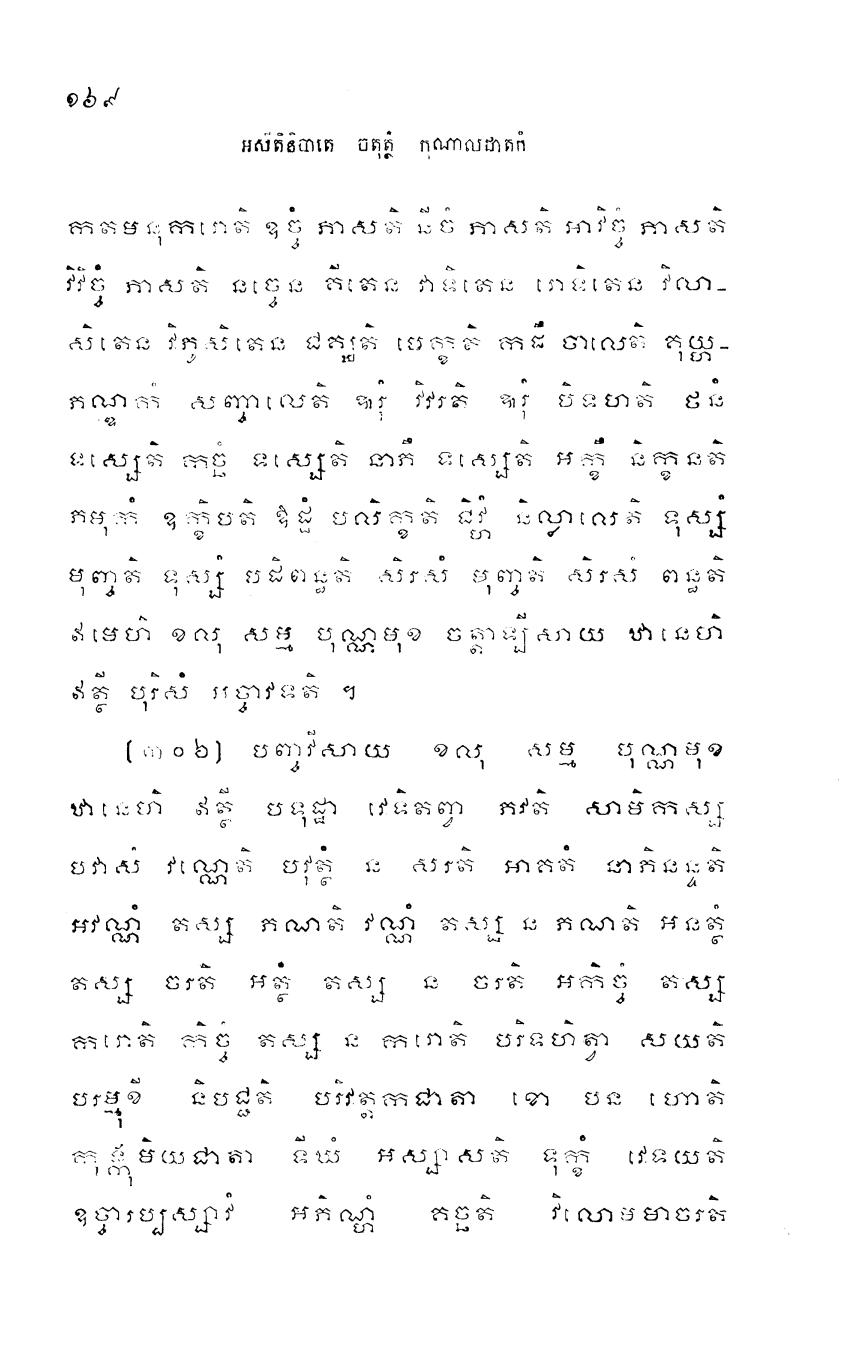 ១៦៩
អសីតិនិបាតេ ចតុត្ថំ កុណាលជាតកំ
កតមនុករោតិ ឧច្ចំ ភាសតិ នីចំ ភាសតិ អាវិច្ចំ ភាសតិ
វិវិច្ចំ ភាសតិ នច្ចេន គីតេន វាទិតេន រោទិតេន វិលា-
សិតេន វិភូសិតេន ជគ្ឃតិ បេក្ខតិ កដឹ ចាលេតិ គុយ្ហ-
ភណ្ឌកំ សញ្ចាលេតិ ឩរុំ វិវរតិ ឩរុំ បិទហតិ ថនំ
ទស្សេតិ កច្ឆំ ទស្សេតិ នាភឹ ទស្សេតិ អក្ខឹ និក្ខនតិ
ភមុកំ ឧក្ខិបតិ ឱដ្ឋំ បលិក្ខតិ ជិវ្ហំ និល្លាលេតិ ទុស្សំ
មុញ្ចតិ ទុស្សំ បដិពន្ធតិ សិរសំ មុញ្ចតិ សិរសំ ពន្ធតិ
ឥមេហិ ខលុ សម្ម បុណ្ណមុខ ចត្តាឡីសាយ ឋានេហិ
ឥត្ថី បុរិសំ អច្ចាវទតិ ។
(៣០៦) បញ្ចវីសាយ ខលុ សម្ម បុណ្ណមុខ
ឋានេហិ ឥត្ថី បទុដ្ឋា វេទិតព្វា ភវតិ សាមិកស្ស
បវាសំ វណ្ណេតិ បវុត្ថំ ន សរតិ អាគតំ នាភិនន្ទតិ
អវណ្ណំ តស្ស ភណតិ វណ្ណំ តស្ស ន ភណតិ អនត្ថំ
តស្ស ចរតិ អត្ថំ តស្ស ន ចរតិ អកិច្ចំ តស្ស
ករោតិ កិច្ចំ តស្ស ន ករោតិ បរិទហិត្វា សយតិ
បរម្មុខី និបជ្ជតិ បរិវត្តកជាតា ខោ បន ហោតិ
កុង្កុមិយជាតា ទីឃំ អស្សាសតិ ទុក្ខំ វេទយតិ
ឧច្ចារប្បស្សាវំ អភិណ្ហំ គច្ឆតិ វិលោមមាចរតិ